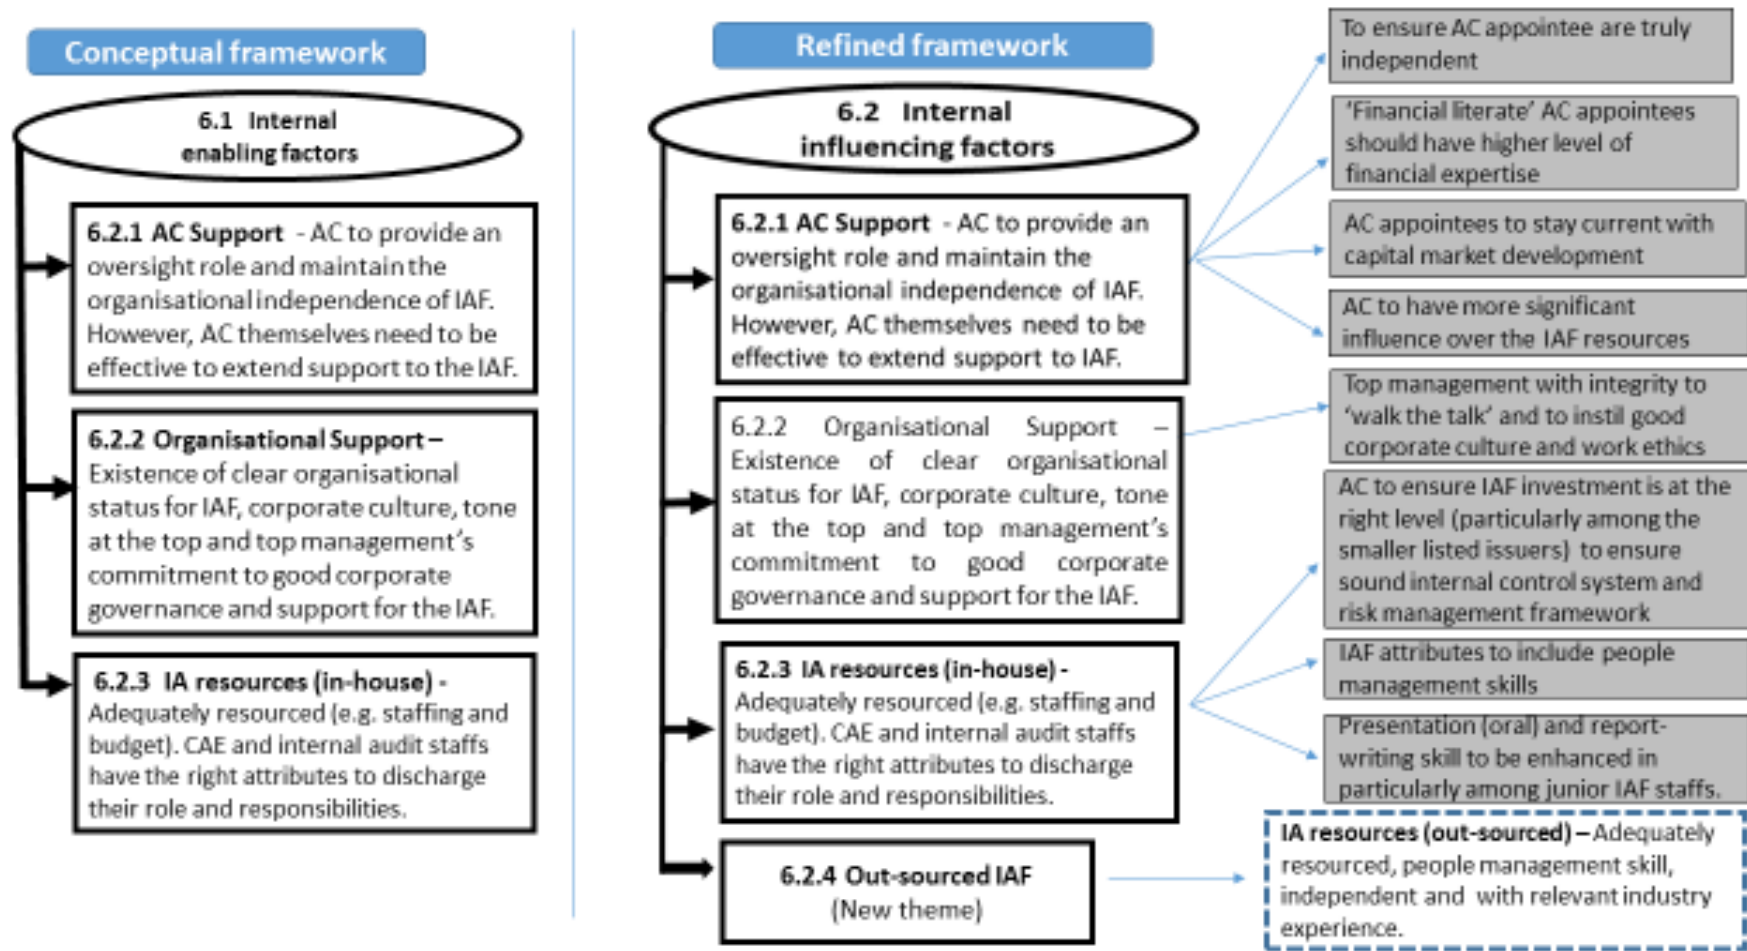 Conceptual framework
6.1 Internal
enabling factors
6.2.1 AC Support - AC to provide an
oversight role and maintain the
organisational independence of IAF.
However, AC themselves need to be
effective to extend support to the IAF.
6.2.2 Organisational Support –
Existence of clear organisational
status for IAF, corporate culture, tone
at the top and top management's
commitment to good corporate
governance and support for the IAF.
6.2.3 IA resources (in-house) -
Adequately resourced (e.g. staffing and
budget). CAE and internal audit staffs
have the right attributes to discharge
their role and responsibilities.
Refined framework
6.2 Internal
influencing factors
6.2.1 AC Support - AC to provide an
oversight role and maintain the
organisational independence of IAF.
However, AC themselves need to be
effective to extend support to IAF.
6.2.2 Organisational Support –
Existence of clear organisational
status for IAF, corporate culture, tone
at the top and top management's
commitment to good corporate
governance and support for the IAF.
6.2.3 IA resources (in-house) -
Adequately resourced (e.g. staffing and
budget). CAE and internal audit staffs
have the right attributes to discharge
their role and responsibilities.
6.2.4 Out-sourced IAF
(New theme)
To ensure AC appointee are truly
independent
'Financial literate' AC appointees
should have higher level of
financial expertise
AC appointees to stay current with
capital market development
AC to have more significant
influence over the IAF resources
Top management with integrity to
'walk the talk' and to instil good
corporate culture and work ethics
AC to ensure IAF investment is at the
right level (particularly among the
smaller listed issuers) to ensure
sound internal control system and
risk management framework
IAF attributes to include people
management skills
Presentation (oral) and report-
writing skill to be enhanced in
particularly among junior IAF staffs.
IA resources (out-sourced) – Adequately
resourced, people management skill,
independent and with relevant industry
experience.